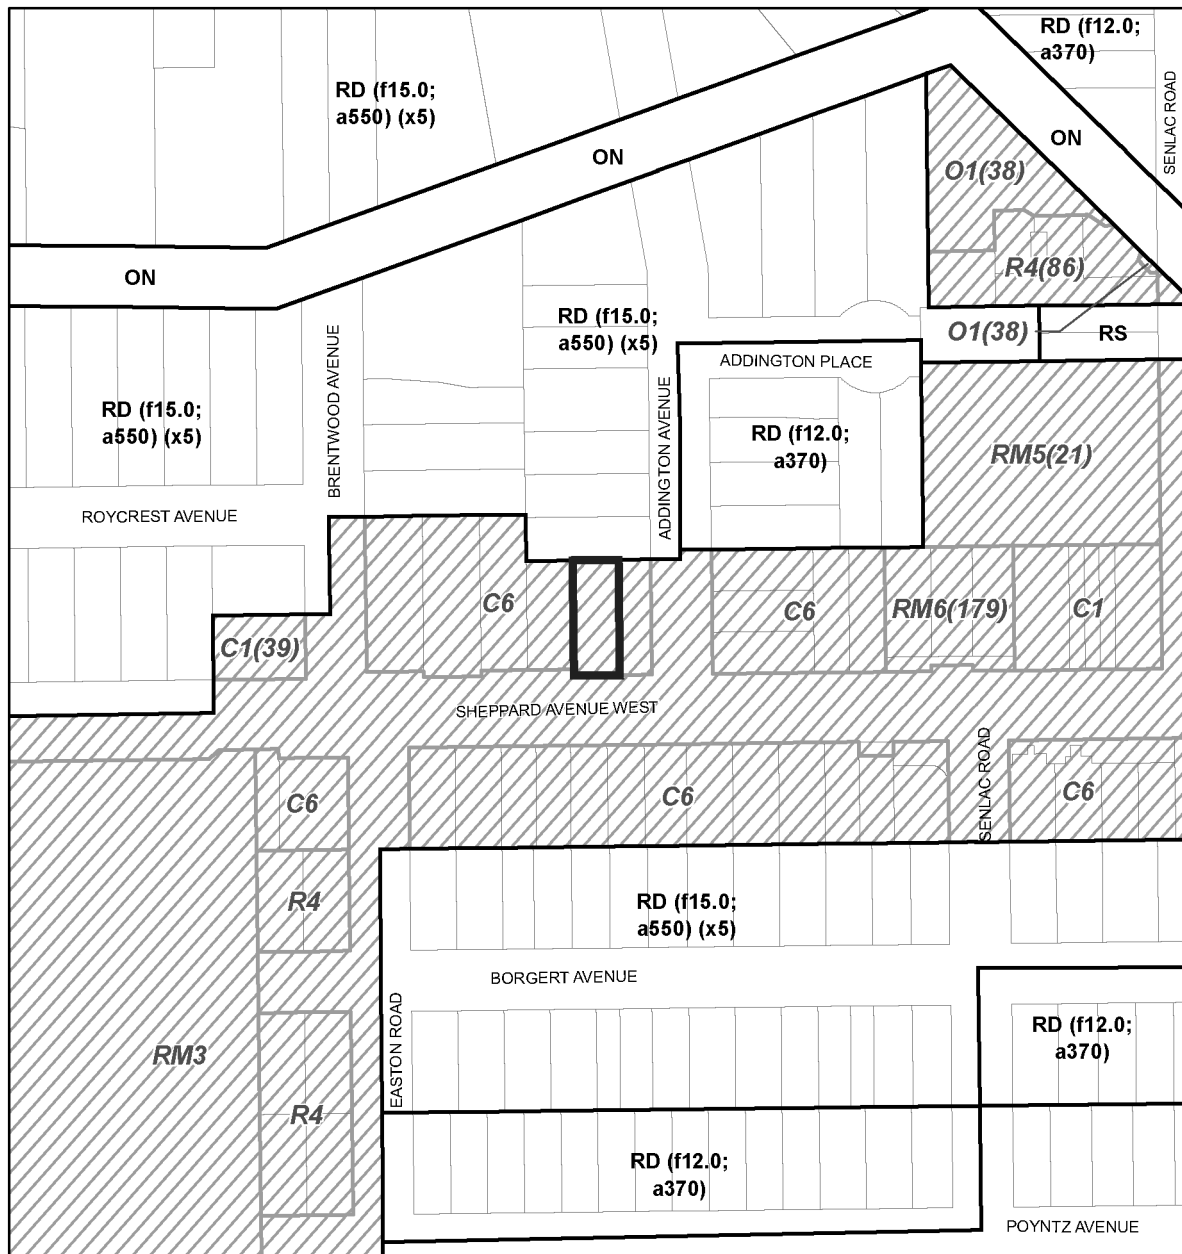 RD (f12.0;
a370)
RD (f15.0;
a550) (x5)
SENLAC ROAD
ON
ON
O1(38)
ON
R4(86)
RD (f15.0;
a550) (x5)
O1(38)
RS
ADDINGTON PLACE
BRENTWOOD AVENUE
ADDINGTON AVENUE
RD (f15.0;
a550) (x5)
RD (f12.0;
a370)
RM5(21)
ROYCREST AVENUE
C6
C6
RM6(179)
C1
C1(39)
SHEPPARD AVENUE WEST
SENLAC ROAD
C6
C6
C6
R4
RD (f15.0;
a550) (x5)
BORGERT AVENUE
EASTON ROAD
RD (f12.0;
a370)
RM3
R4
RD (f12.0;
a370)
POYNTZ AVENUE